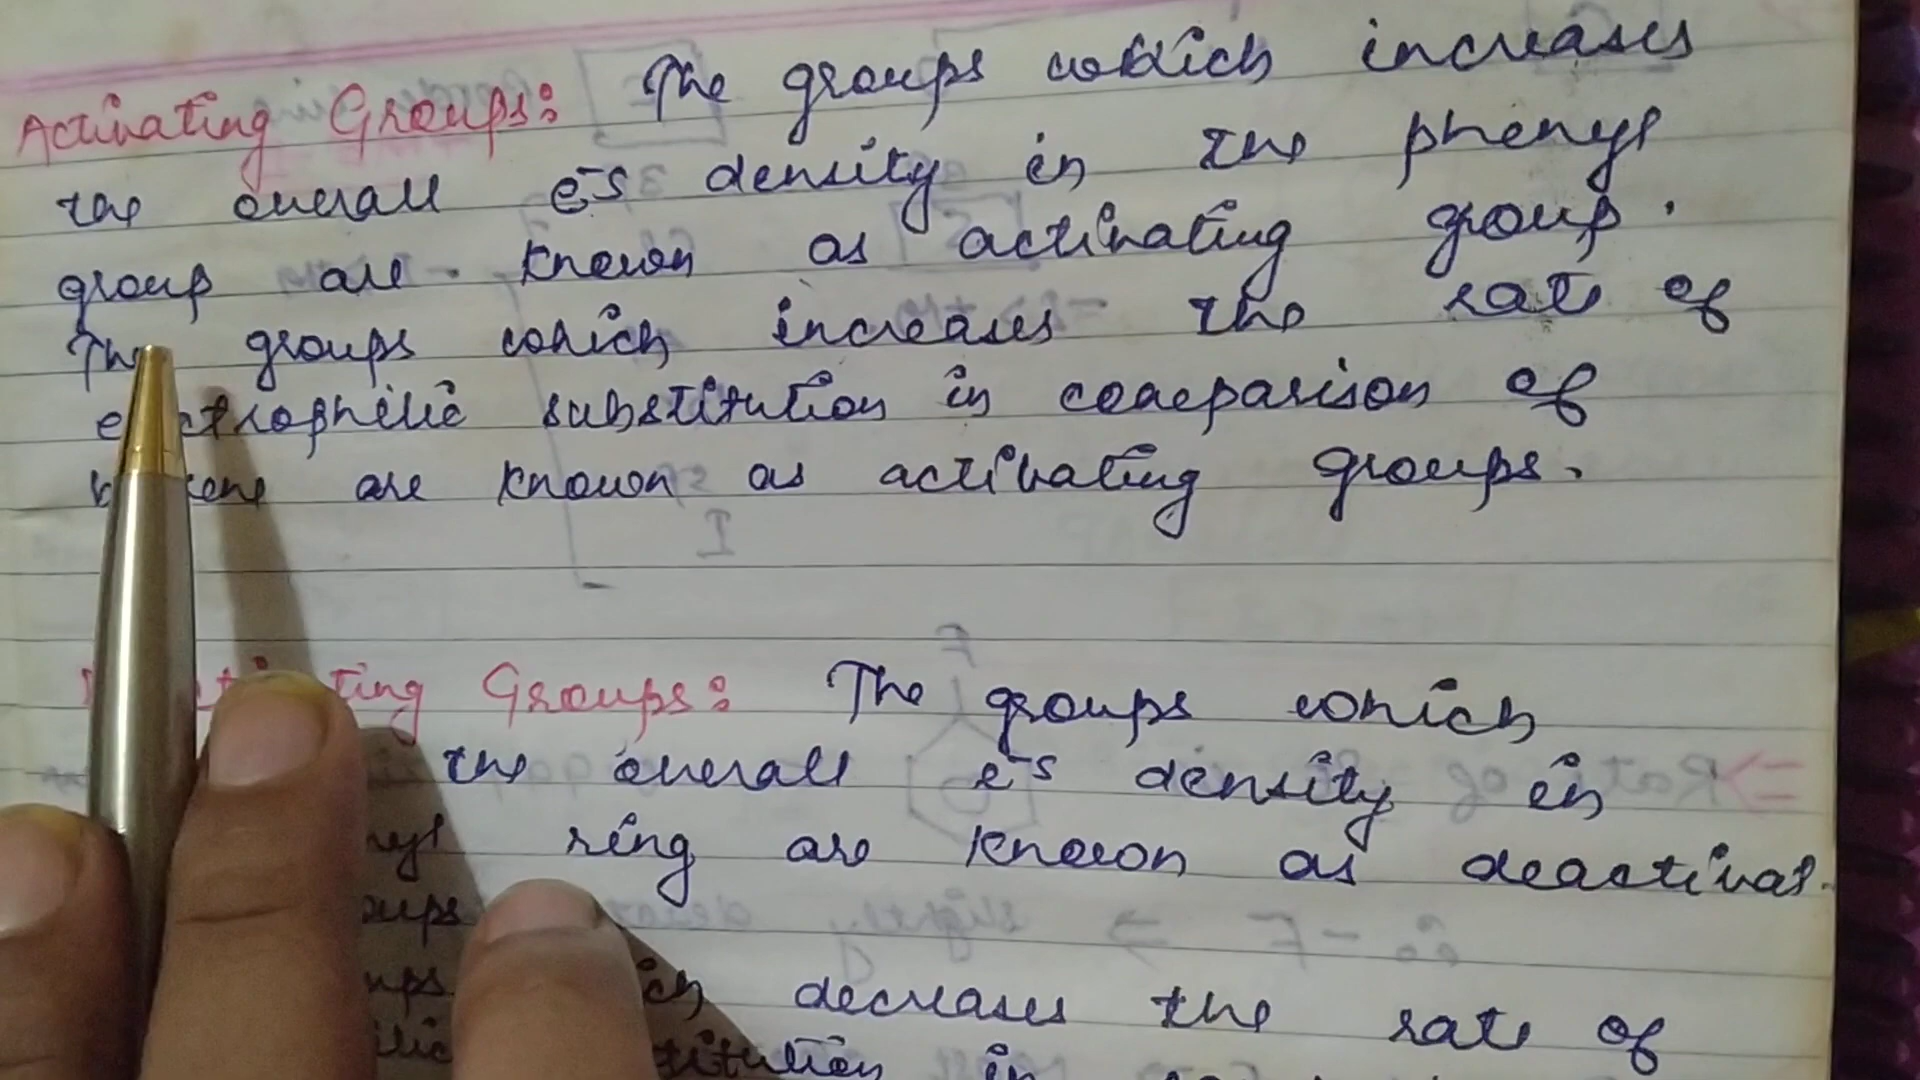 Activating Groups: The groups which increases
the overall e⁻s density in the phenyl
group are known as activating group.
The groups which increases the rate of
substitution in comparison of
are known as activating groups.
Groups: The groups which
the overall e⁻s density in
ring are known as deactivat-
decreases the rate of
in